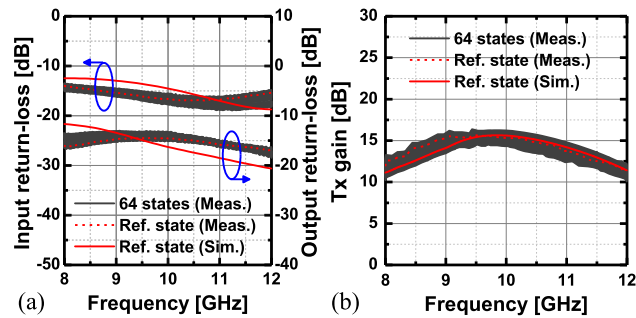 Input return-loss [dB]
0
-10
-20
-30
-40
-50
10
0
-10
-20
-30
-40
Output return-loss [dB]
64 states (Meas.)
Ref. state (Meas.)
Ref. state (Sim.)
8
9
10
11
12
Frequency [GHz]
(a)
Tx gain [dB]
30
25
20
15
10
5
0
64 states (Meas.)
Ref. state (Meas.)
Ref. state (Sim.)
8
9
10
11
12
Frequency [GHz]
(b)